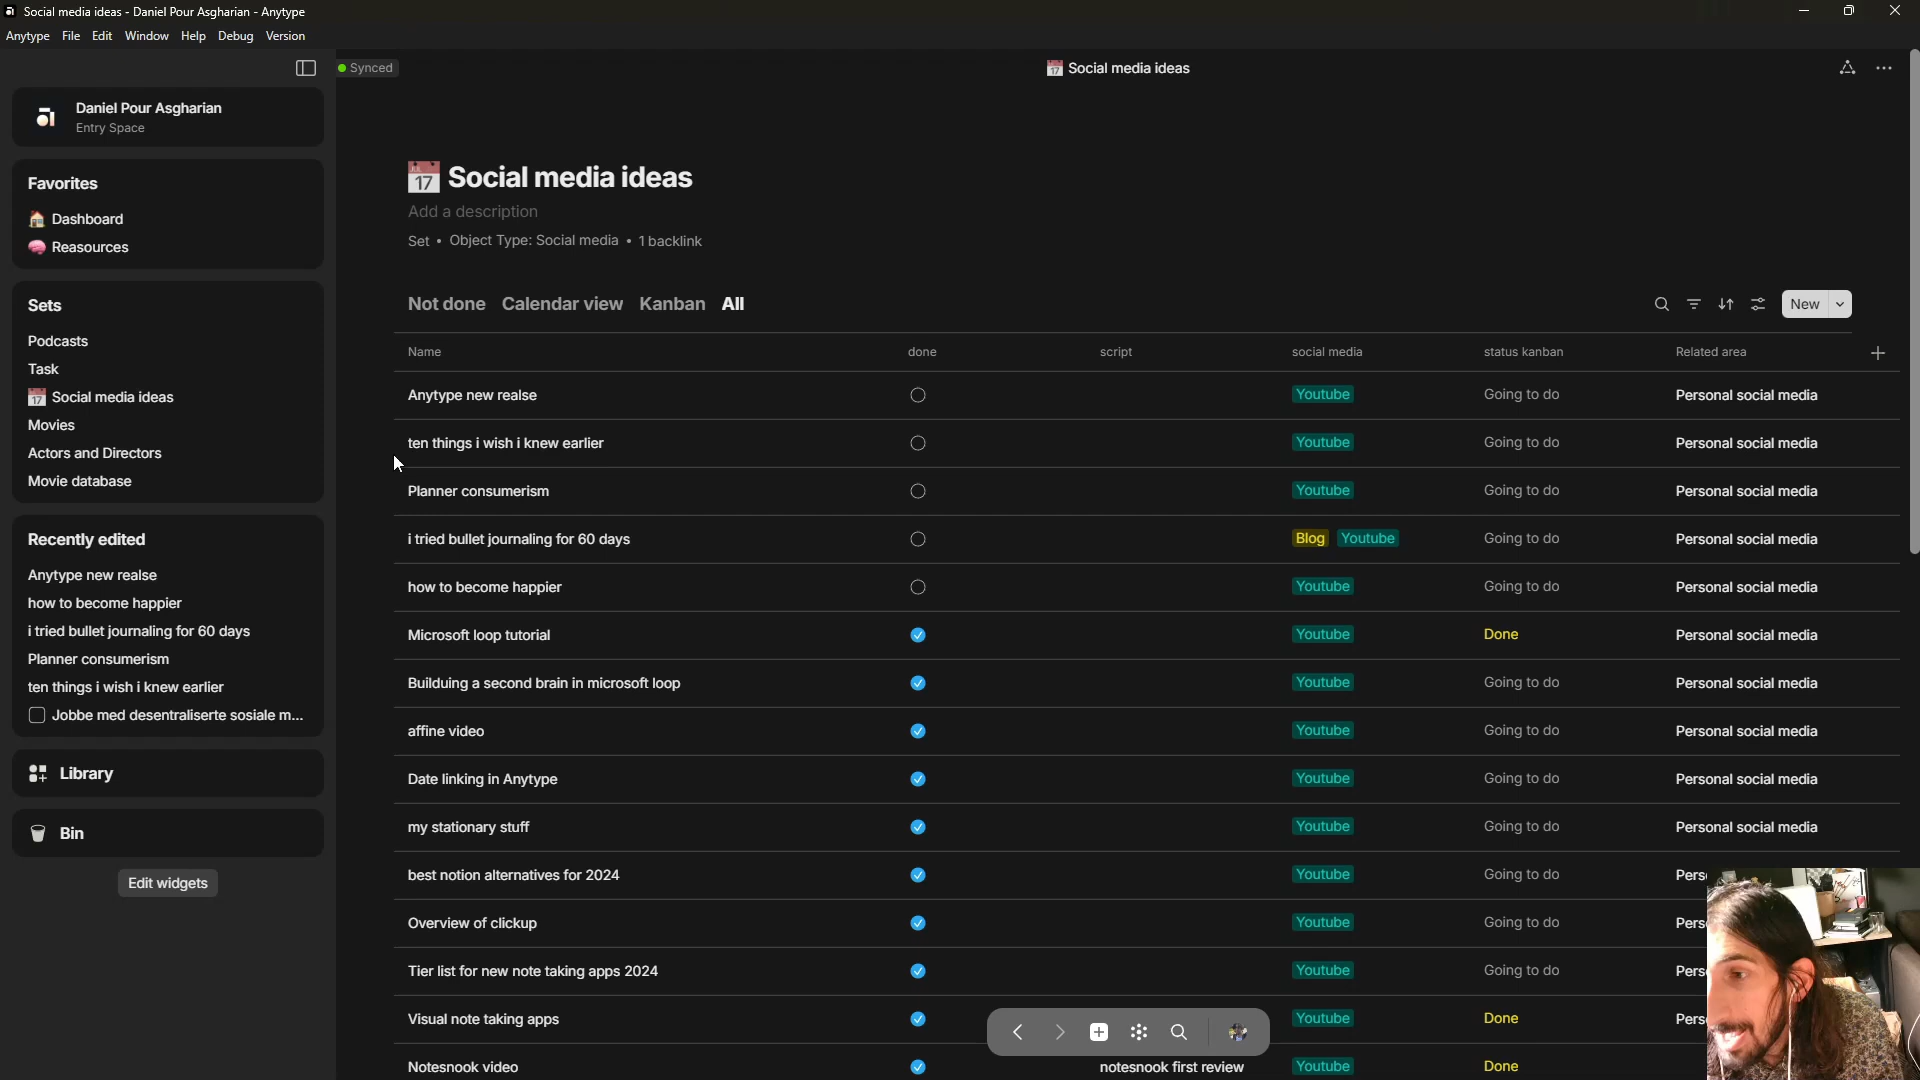 Social media ideas - Daniel Pour Asgharian - Anytype
Anytype File Edit Window Help Debug Version
Synced
Social media ideas
Daniel Pour Asgharian
Entry Space
Favorites
Dashboard
Reasources
Sets
Podcasts
Task
Social media ideas
Movies
Actors and Directors
Movie database
Recently edited
Anytype new realse
how to become happier
i tried bullet journaling for 60 days
Planner consumerism
ten things i wish i knew earlier
Jobbe med desentraliserte sosiale m...
Library
Bin
Edit widgets
17 Social media ideas
Add a description
Set • Object Type: Social media • 1 backlink
Not done Calendar view Kanban All
New
Name done script social media status kanban Related area
Anytype new realse Youtube Going to do Personal social media
ten things i wish i knew earlier Youtube Going to do Personal social media
Planner consumerism Youtube Going to do Personal social media
i tried bullet journaling for 60 days Blog Youtube Going to do Personal social media
how to become happier Youtube Going to do Personal social media
Microsoft loop tutorial Youtube Done Personal social media
Builduing a second brain in microsoft loop Youtube Going to do Personal social media
affine video Youtube Going to do Personal social media
Date linking in Anytype Youtube Going to do Personal social media
my stationary stuff Youtube Going to do Personal social media
best notion alternatives for 2024 Youtube Going to do Pers
Overview of clickup Youtube Going to do Pers
Tier list for new note taking apps 2024 Youtube Going to do Pers
Visual note taking apps Youtube Done Pers
Notesnook video notesnook first review Youtube Done